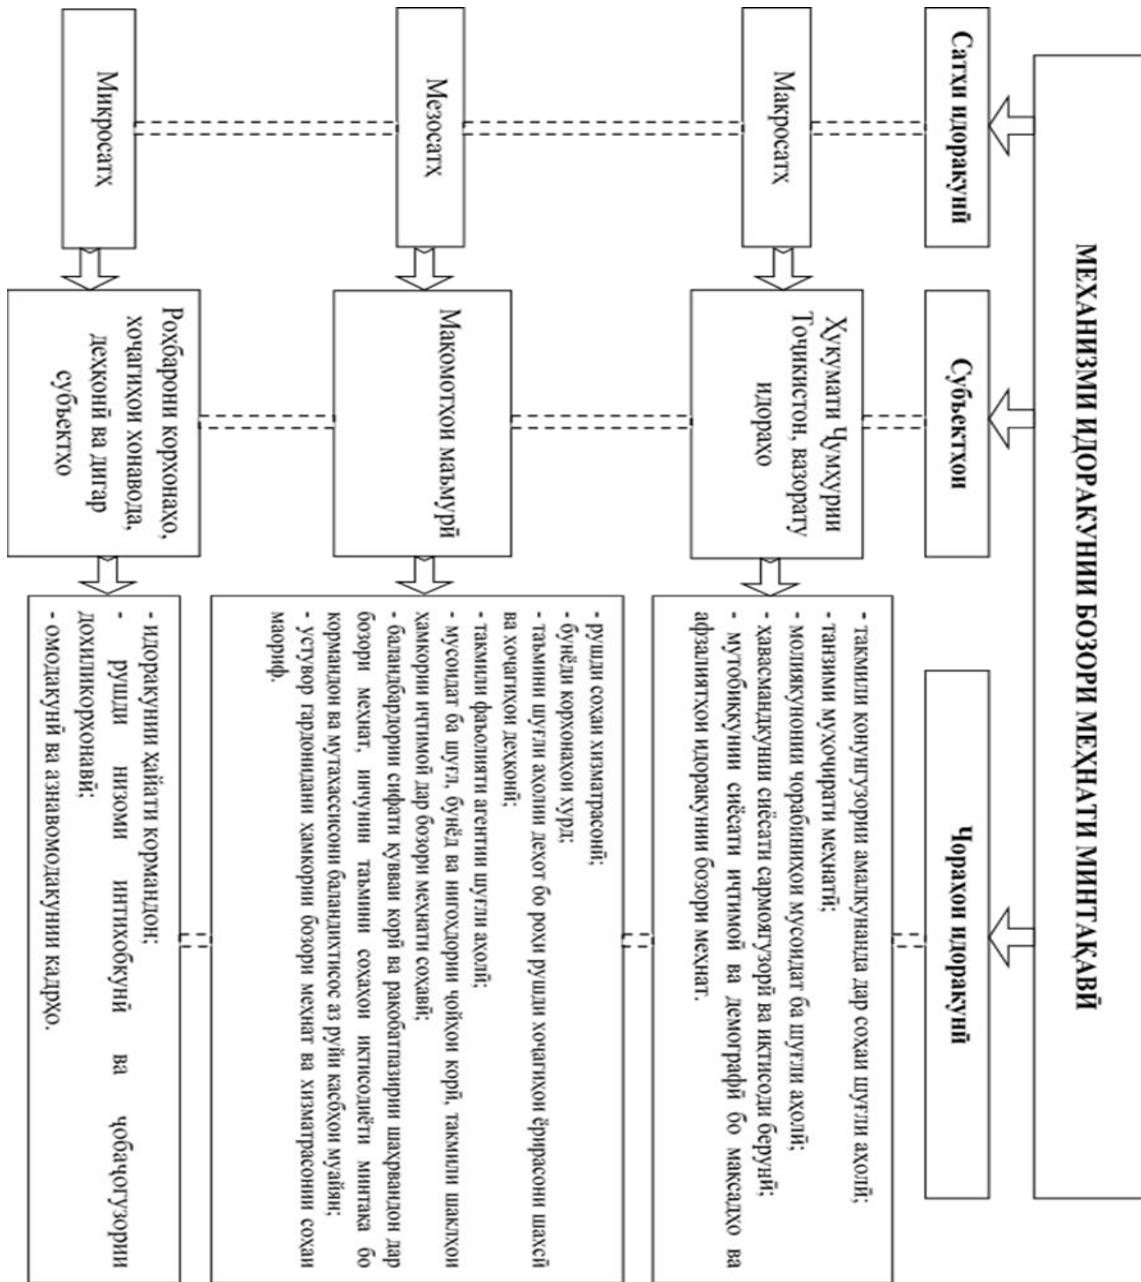 МЕХАНИЗМИ ИДОРАКУНИИ БОЗОРИ МЕҲНАТИ МИНТАҚАВӢ
Сатҳи идоракунӣ
Субъектҳои
Чораҳои идоракунӣ
Макросатҳ
Ҳукумати Ҷумҳурии
Тоҷикистон, вазорату
идораҳо
- такмили қонунгузории амалкунанда дар соҳаи шуғли аҳолӣ;
- танзими муҳоҷирати меҳнатӣ;
- молиякунонии чорабиниҳои мусоидат ба шуғли аҳолӣ;
- ҳавасмандкунии сиёсати сармоягузорӣ ва иқтисоди берунӣ;
- мутобиқкунии сиёсати иҷтимоӣ ва демографӣ бо мақсадҳо ва
афзалиятҳои идоракунии бозори меҳнат.
Мезосатҳ
Мақомотҳои маъмурӣ
- рушди соҳаи хизматрасонӣ;
- бунёди корхонаҳои хурд;
- таъмини шуғли аҳолии деҳот бо роҳи рушди хоҷагиҳои ёрирасони шахсӣ
ва хоҷагиҳои деҳқонӣ;
- такмили фаъолияти агентии шуғли аҳолӣ;
- мусоидат ба шуғл, бунёд ва нигоҳдории ҷойҳои корӣ, такмили шаклҳои
ҳамкории иҷтимоӣ дар бозори меҳнати соҳавӣ;
- баландбардории сифати қувваи корӣ ва рақобатпазирии шаҳрвандон дар
бозори меҳнат, инчунин таъмини соҳаҳои иқтисодиёти минтақа бо
кормандон ва мутахассисони баландихтисос аз рӯйи касбҳои муайян;
- устувор гардонидани ҳамкории бозори меҳнат ва хизматрасонии соҳаи
маориф.
Микросатҳ
Роҳбарони корхонаҳо,
хоҷагиҳои хонавода,
деҳқонӣ ва дигар
субъектҳо
- идоракунии ҳайати кормандон;
- рушди низоми интихобкунӣ ва ҷобаҷогузории
дохиликорхонавӣ;
- омодакунӣ ва азнавомодакунии кадрҳо.